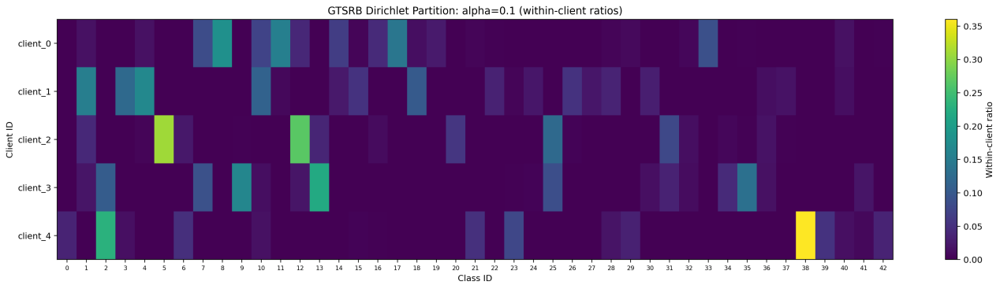 GTSRB Dirichlet Partition: alpha=0.1 (within-client ratios)
Client ID
client_0
client_1
client_2
client_3
client_4
0 1 2 3 4 5 6 7 8 9 10 11 12 13 14 15 16 17 18 19 20 21 22 23 24 25 26 27 28 29 30 31 32 33 34 35 36 37 38 39 40 41 42
Class ID
0.35
0.30
0.25
0.20
0.15
0.10
0.05
0.00
Within-client ratio